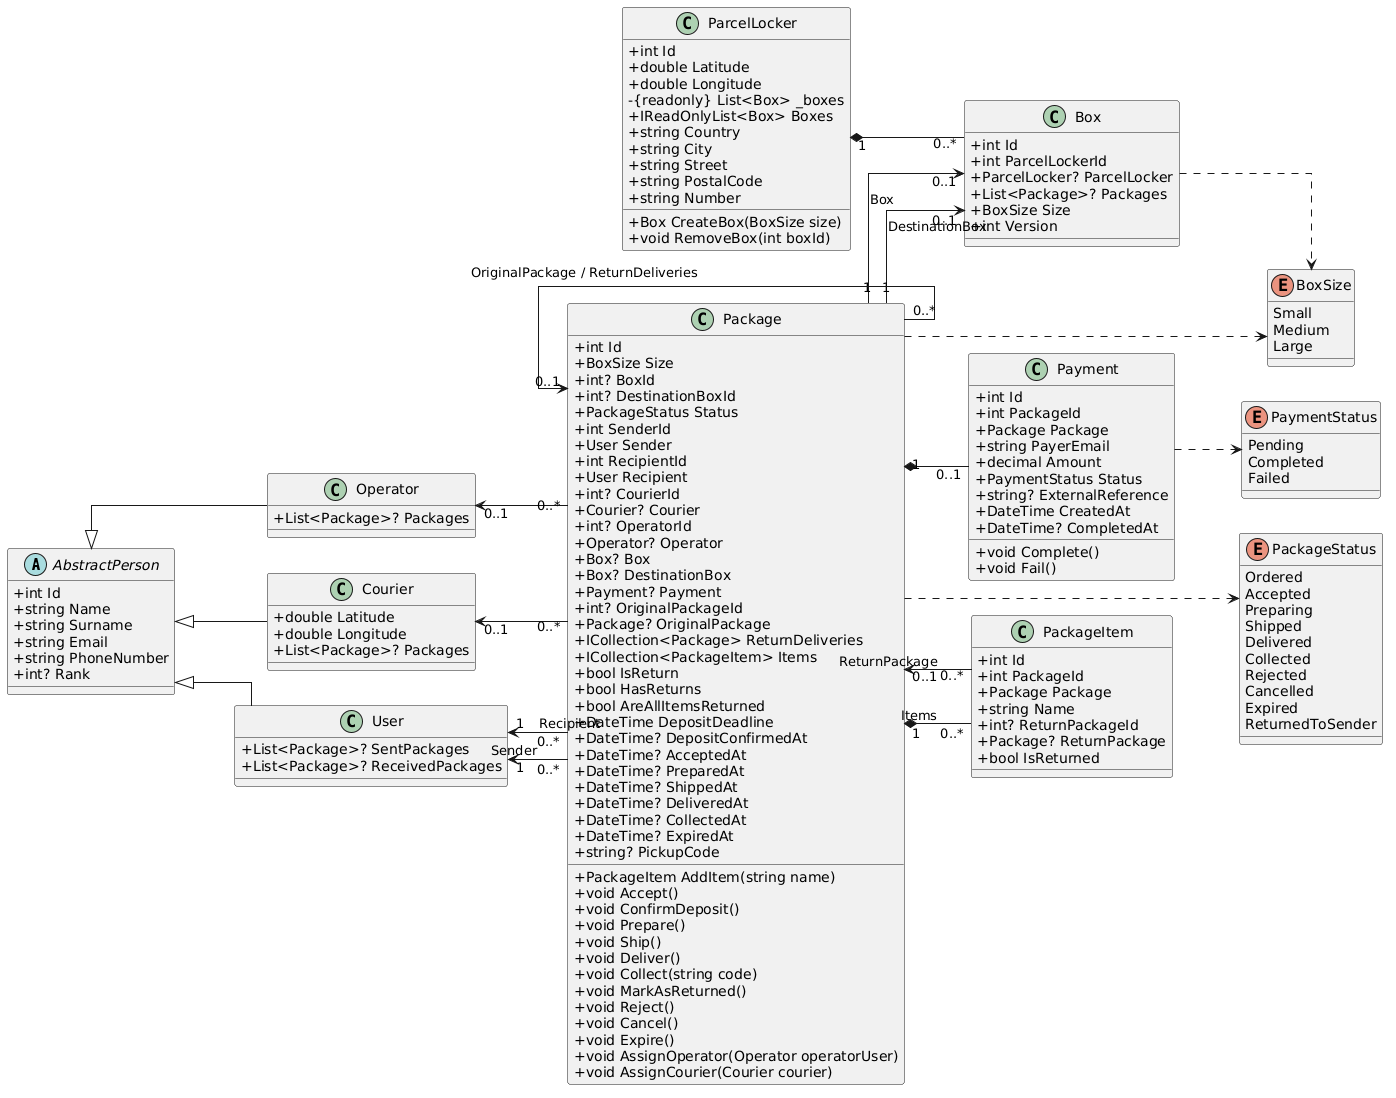 C ParcelLocker
+int Id
+double Latitude
+double Longitude
-{readonly} List<Box> _boxes
+IReadOnlyList<Box> Boxes
+string Country
+string City
+string Street
+string PostalCode
+string Number
+Box CreateBox(BoxSize size)
+void RemoveBox(int boxId)
1
0..*
C Box
+int Id
+int ParcelLockerId
+ParcelLocker? ParcelLocker
+List<Package>? Packages
+BoxSize Size
+int Version
0..1
Box
0..1
DestinationBox
1
1
E BoxSize
Small
Medium
Large
OriginalPackage / ReturnDeliveries
0..*
0..1
C Package
+int Id
+BoxSize Size
+int? BoxId
+int? DestinationBoxId
+PackageStatus Status
+int SenderId
+User Sender
+int RecipientId
+User Recipient
+int? CourierId
+Courier? Courier
+int? OperatorId
+Operator? Operator
+Box? Box
+Box? DestinationBox
+Payment? Payment
+int? OriginalPackageId
+Package? OriginalPackage
+ICollection<Package> ReturnDeliveries
+ICollection<PackageItem> Items
+bool IsReturn
+bool HasReturns
+bool AreAllItemsReturned
+DateTime DepositDeadline
+DateTime? DepositConfirmedAt
+DateTime? AcceptedAt
+DateTime? PreparedAt
+DateTime? ShippedAt
+DateTime? DeliveredAt
+DateTime? CollectedAt
+DateTime? ExpiredAt
+string? PickupCode
+PackageItem AddItem(string name)
+void Accept()
+void ConfirmDeposit()
+void Prepare()
+void Ship()
+void Deliver()
+void Collect(string code)
+void MarkAsReturned()
+void Reject()
+void Cancel()
+void Expire()
+void AssignOperator(Operator operatorUser)
+void AssignCourier(Courier courier)
C Payment
+int Id
+int PackageId
+Package Package
+string PayerEmail
+decimal Amount
+PaymentStatus Status
+string? ExternalReference
+DateTime CreatedAt
+DateTime? CompletedAt
+void Complete()
+void Fail()
1
0..1
E PaymentStatus
Pending
Completed
Failed
E PackageStatus
Ordered
Accepted
Preparing
Shipped
Delivered
Collected
Rejected
Cancelled
Expired
ReturnedToSender
C PackageItem
+int Id
+int PackageId
+Package Package
+string Name
+int? ReturnPackageId
+Package? ReturnPackage
+bool IsReturned
ReturnPackage
0..1
0..*
Items
1
0..*
C Operator
+List<Package>? Packages
0..1
0..*
C Courier
+double Latitude
+double Longitude
+List<Package>? Packages
0..1
0..*
A AbstractPerson
+int Id
+string Name
+string Surname
+string Email
+string PhoneNumber
+int? Rank
C User
+List<Package>? SentPackages
+List<Package>? ReceivedPackages
1
Recipient
0..*
Sender
1
0..*